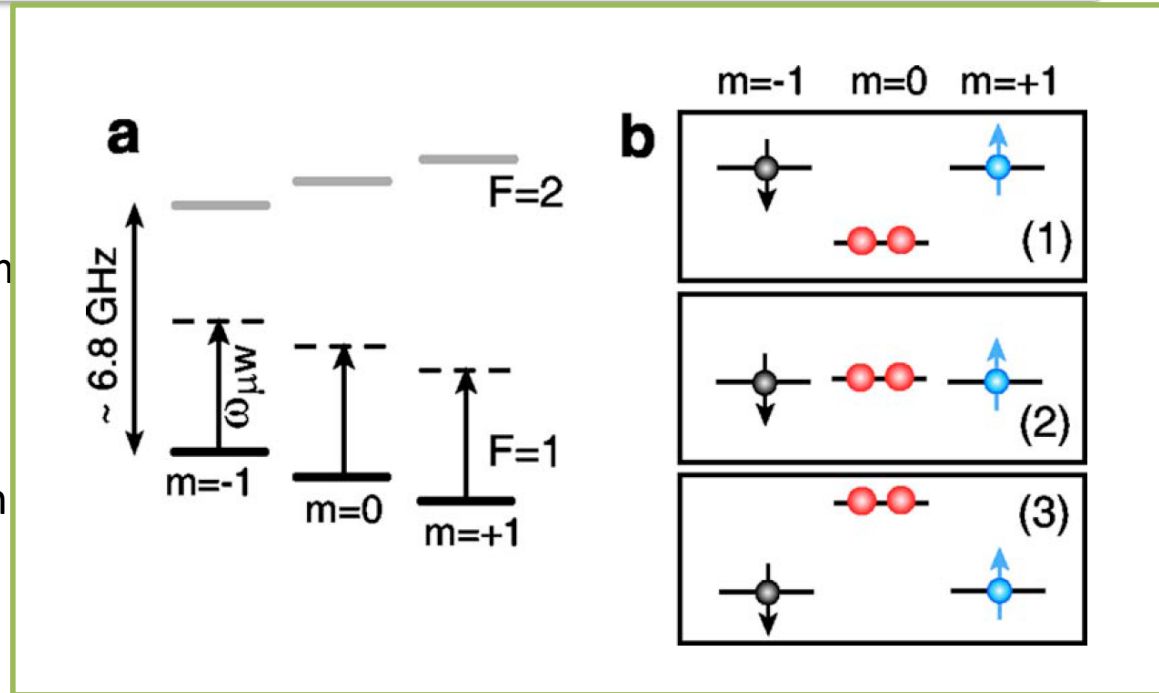 a
F=2
~ 6.8 GHz
ωμw
F=1
m=-1
m=0
m=+1
b
m=-1 m=0 m=+1
(1)
(2)
(3)